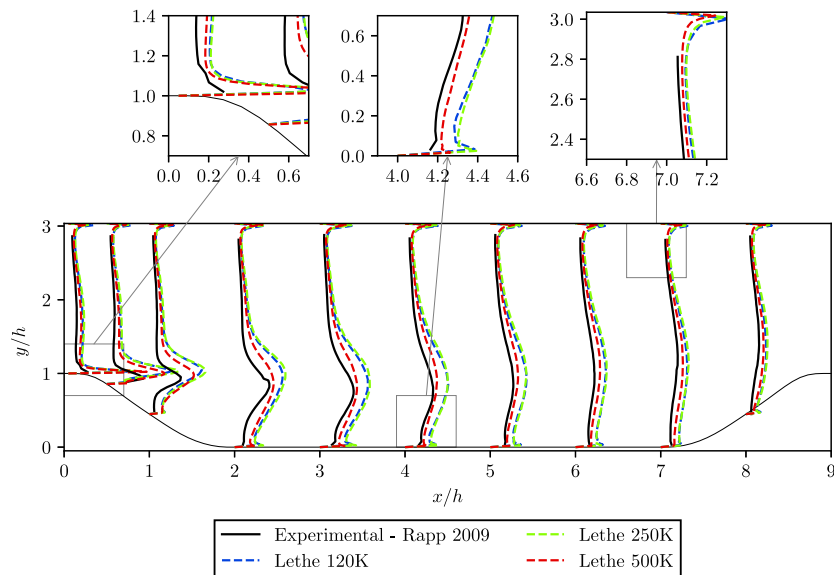 1.4
1.2
1.0
0.8
0.0 0.2 0.4 0.6
0.6
0.4
0.2
0.0
4.0 4.2 4.4 4.6
3.0
2.8
2.6
2.4
6.6 6.8 7.0 7.2
3
2
1
0
y/h
0 1 2 3 4 5 6 7 8 9
x/h
Experimental - Rapp 2009
Lethe 120K
Lethe 250K
Lethe 500K